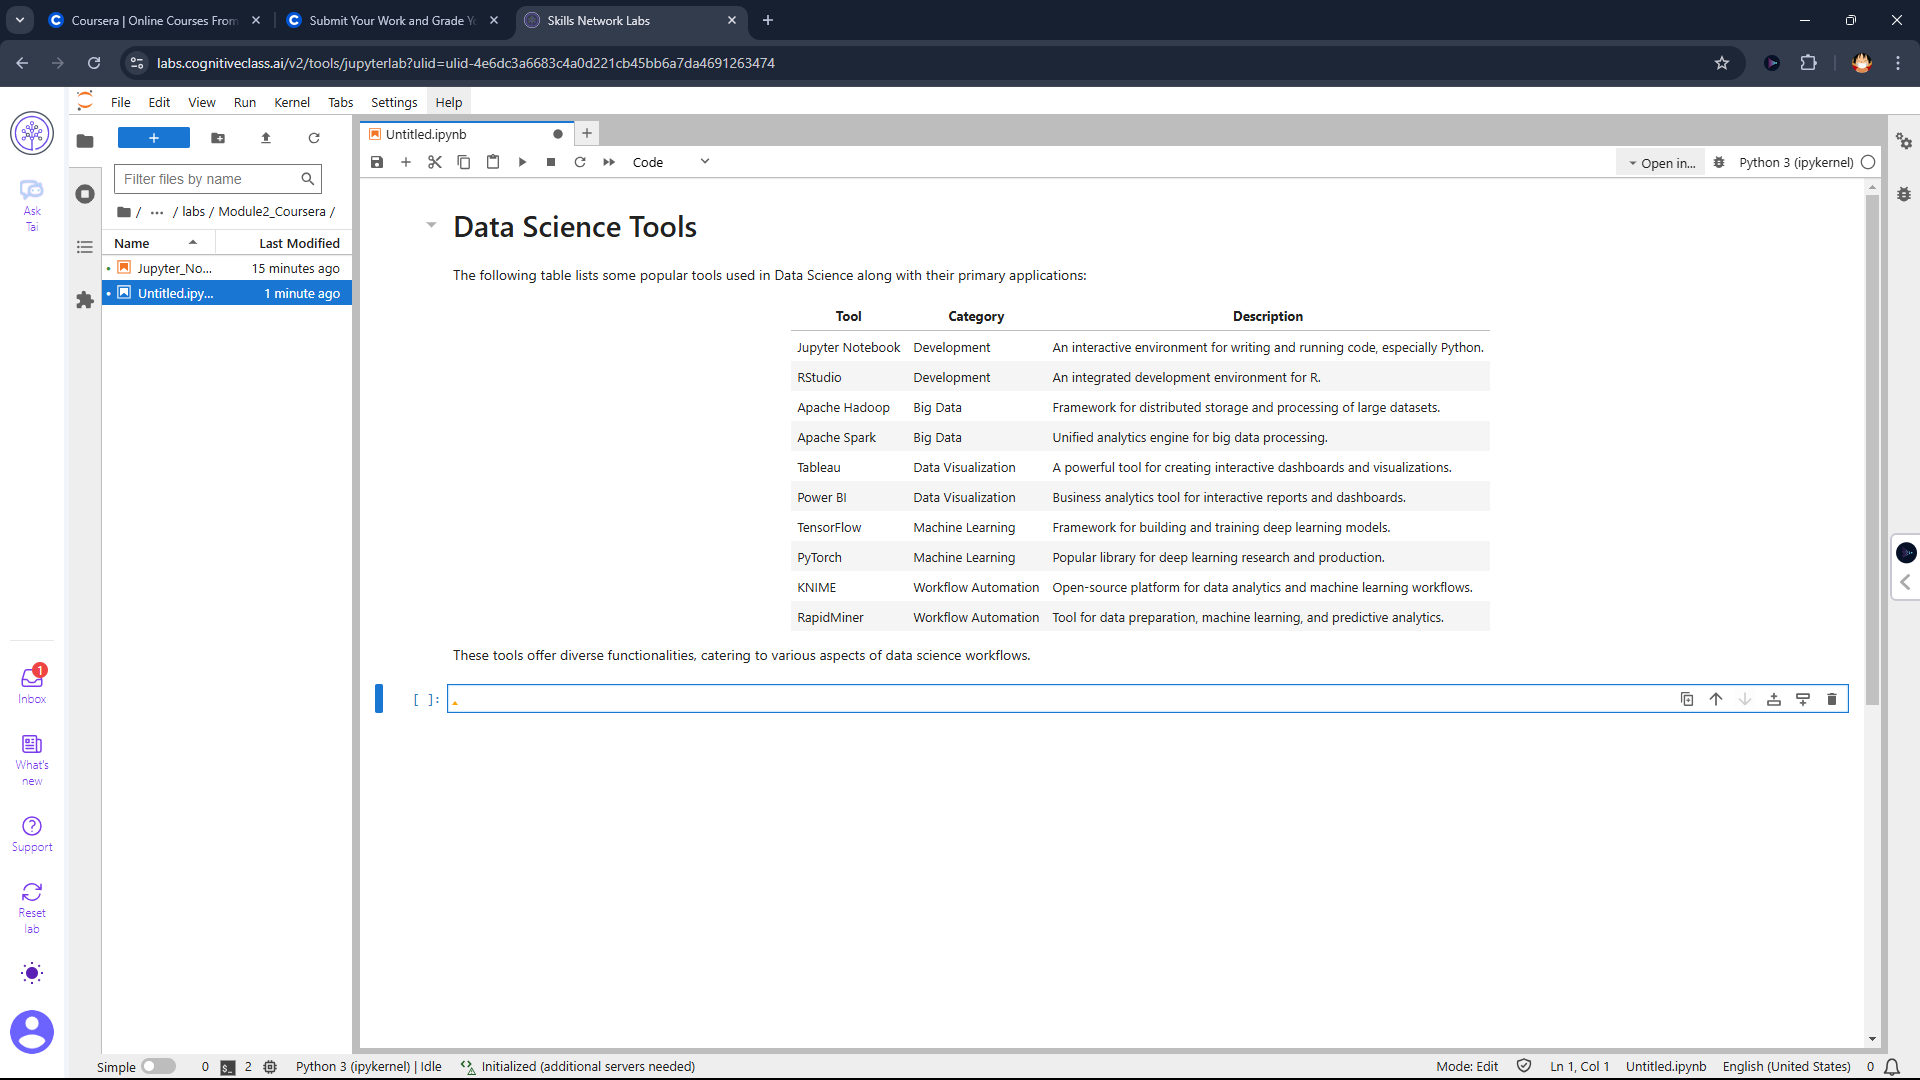 Coursera | Online Courses From
Submit Your Work and Grade Yo
Skills Network Labs
labs.cognitiveclass.ai/v2/tools/jupyterlab?ulid=ulid-4e6dc3a6683c4a0d221cb45bb6a7da4691263474
File Edit View Run Kernel Tabs Settings Help
Ask
Tai
Filter files by name
/ ··· / labs / Module2_Coursera /
Name Last Modified
Jupyter_No... 15 minutes ago
Untitled.ipy... 1 minute ago
Untitled.ipynb
Code
Open in...
Python 3 (ipykernel)
Data Science Tools
The following table lists some popular tools used in Data Science along with their primary applications:
Tool Category Description
Jupyter Notebook Development An interactive environment for writing and running code, especially Python.
RStudio Development An integrated development environment for R.
Apache Hadoop Big Data Framework for distributed storage and processing of large datasets.
Apache Spark Big Data Unified analytics engine for big data processing.
Tableau Data Visualization A powerful tool for creating interactive dashboards and visualizations.
Power BI Data Visualization Business analytics tool for interactive reports and dashboards.
TensorFlow Machine Learning Framework for building and training deep learning models.
PyTorch Machine Learning Popular library for deep learning research and production.
KNIME Workflow Automation Open-source platform for data analytics and machine learning workflows.
RapidMiner Workflow Automation Tool for data preparation, machine learning, and predictive analytics.
These tools offer diverse functionalities, catering to various aspects of data science workflows.
[ ]:
1
Inbox
What's
new
Support
Reset
lab
Simple 0 $_ 2 Python 3 (ipykernel) | Idle Initialized (additional servers needed) Mode: Edit Ln 1, Col 1 Untitled.ipynb English (United States) 0